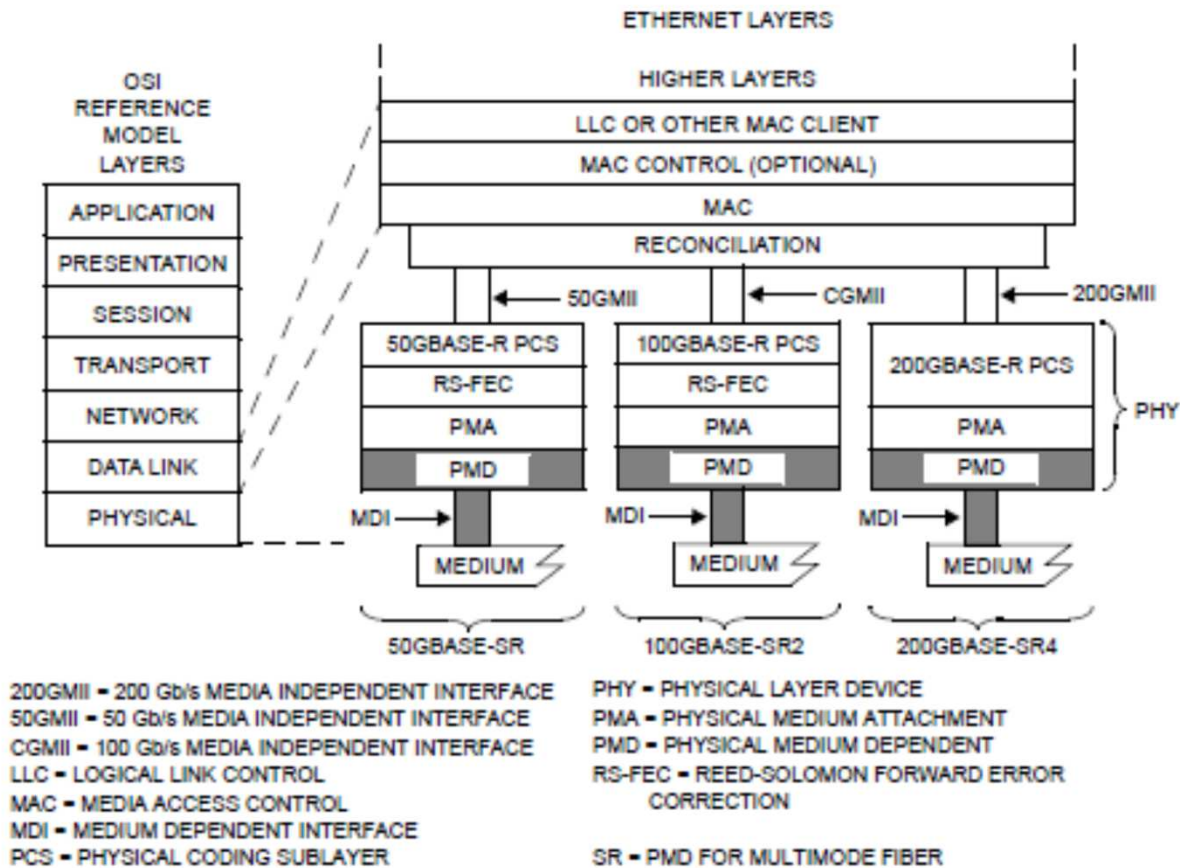 ETHERNET LAYERS
OSI
REFERENCE
MODEL
LAYERS
APPLICATION
PRESENTATION
SESSION
TRANSPORT
NETWORK
DATA LINK
PHYSICAL
HIGHER LAYERS
LLC OR OTHER MAC CLIENT
MAC CONTROL (OPTIONAL)
MAC
RECONCILIATION
50GMII
CGMII
200GMII
50GBASE-R PCS
RS-FEC
PMA
PMD
MDI
MEDIUM
50GBASE-SR
100GBASE-R PCS
RS-FEC
PMA
PMD
MDI
MEDIUM
100GBASE-SR2
200GBASE-R PCS
PMA
PMD
PHY
MDI
MEDIUM
200GBASE-SR4
200GMII = 200 Gb/s MEDIA INDEPENDENT INTERFACE
50GMII = 50 Gb/s MEDIA INDEPENDENT INTERFACE
CGMII = 100 Gb/s MEDIA INDEPENDENT INTERFACE
LLC = LOGICAL LINK CONTROL
MAC = MEDIA ACCESS CONTROL
MDI = MEDIUM DEPENDENT INTERFACE
PCS = PHYSICAL CODING SUBLAYER
PHY = PHYSICAL LAYER DEVICE
PMA = PHYSICAL MEDIUM ATTACHMENT
PMD = PHYSICAL MEDIUM DEPENDENT
RS-FEC = REED-SOLOMON FORWARD ERROR
CORRECTION
SR = PMD FOR MULTIMODE FIBER